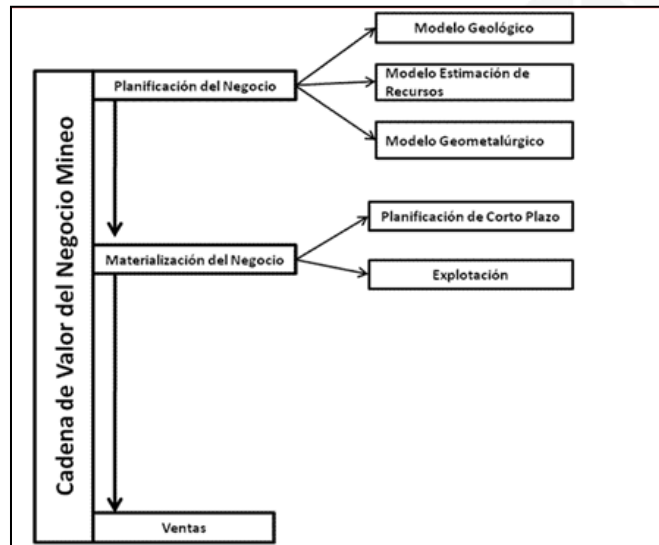 Cadena de Valor del Negocio Mineo
Planificación del Negocio
Modelo Geológico
Modelo Estimación de
Recursos
Modelo Geometalúrgico
Materialización del Negocio
Planificación de Corto Plazo
Explotación
Ventas